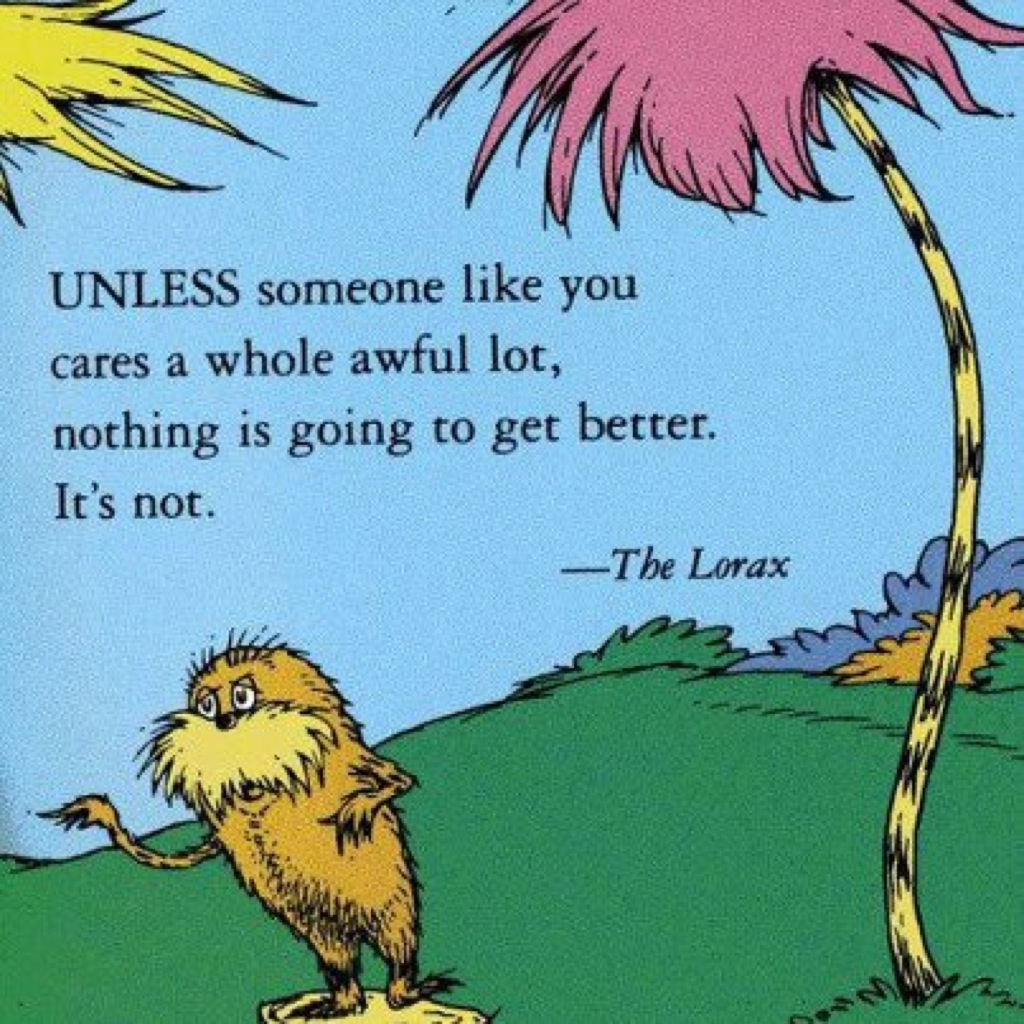 UNLESS someone like you
cares a whole awful lot,
nothing is going to get better.
It's not.
—The Lorax